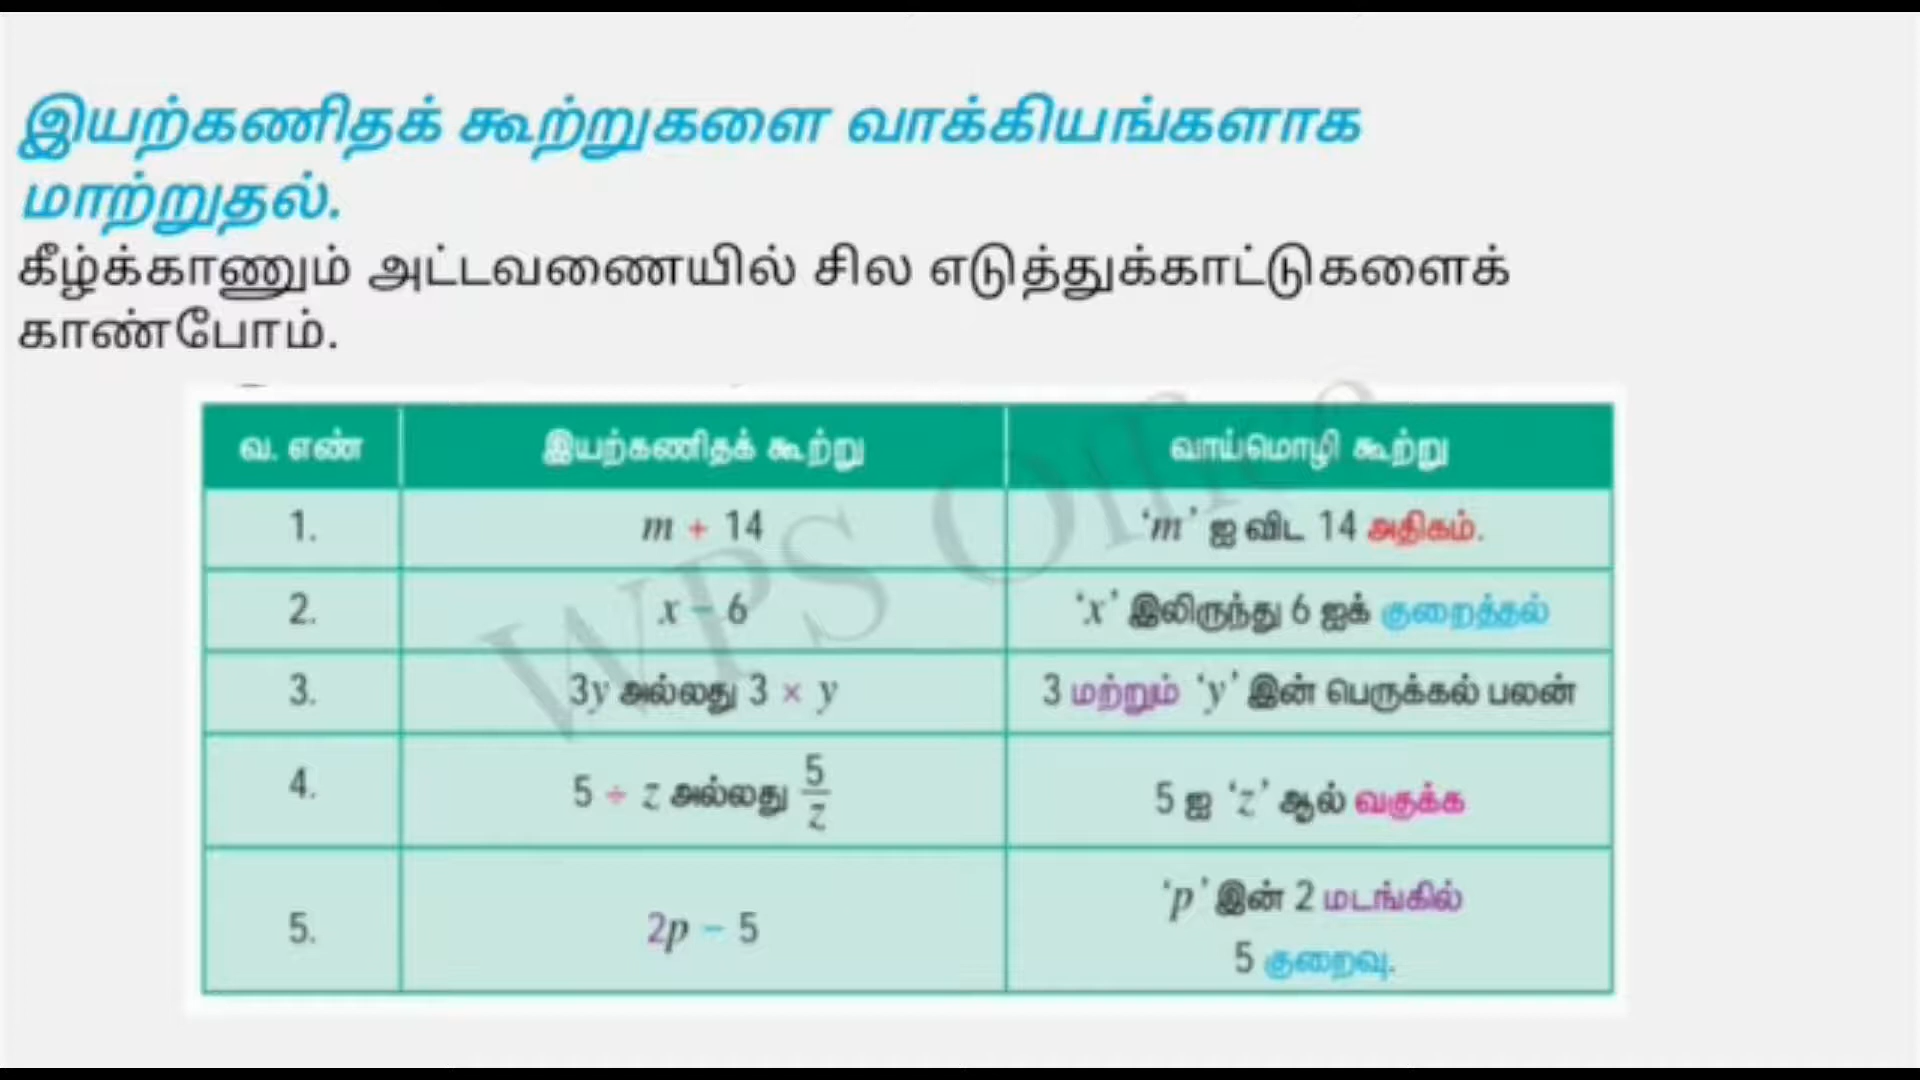 இயற்கணிதக் கூற்றுகளை வாக்கியங்களாக
மாற்றுதல்.
கீழ்க்காணும் அட்டவணையில் சில எடுத்துக்காட்டுகளைக்
காண்போம்.
வ. எண் இயற்கணிதக் கூற்று வாய்மொழி கூற்று
1. m + 14 ‘m’ ஐ விட 14 அதிகம்.
2. x − 6 ‘x’ இலிருந்து 6 ஐக் குறைத்தல்
3. 3y அல்லது 3 × y 3 மற்றும் ‘y’ இன் பெருக்கல் பலன்
4. 5 ÷ z அல்லது 5/z 5 ஐ ‘z’ ஆல் வகுக்க
5. 2p − 5 ‘p’ இன் 2 மடங்கில்
5 குறைவு.
WPS Office